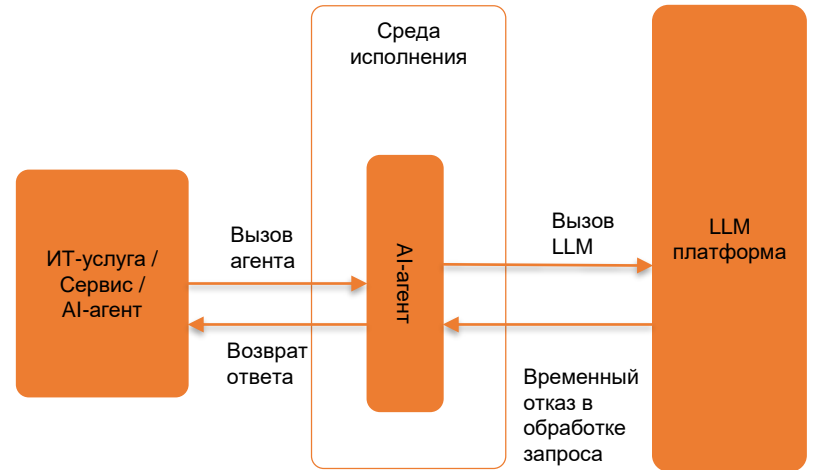 Среда
исполнения
ИТ-услуга /
Сервис /
AI-агент
Вызов
агента
Возврат
ответа
AI-агент
Вызов
LLM
Временный
отказ в
обработке
запроса
LLM
платформа